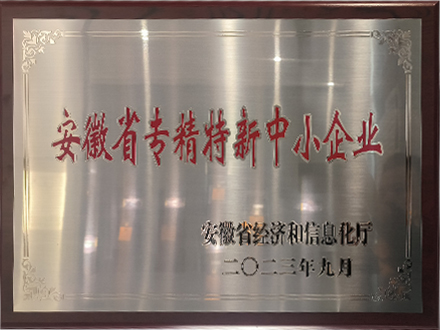 安徽省专精特新中小企业
安徽省经济和信息化厅
二〇二三年九月